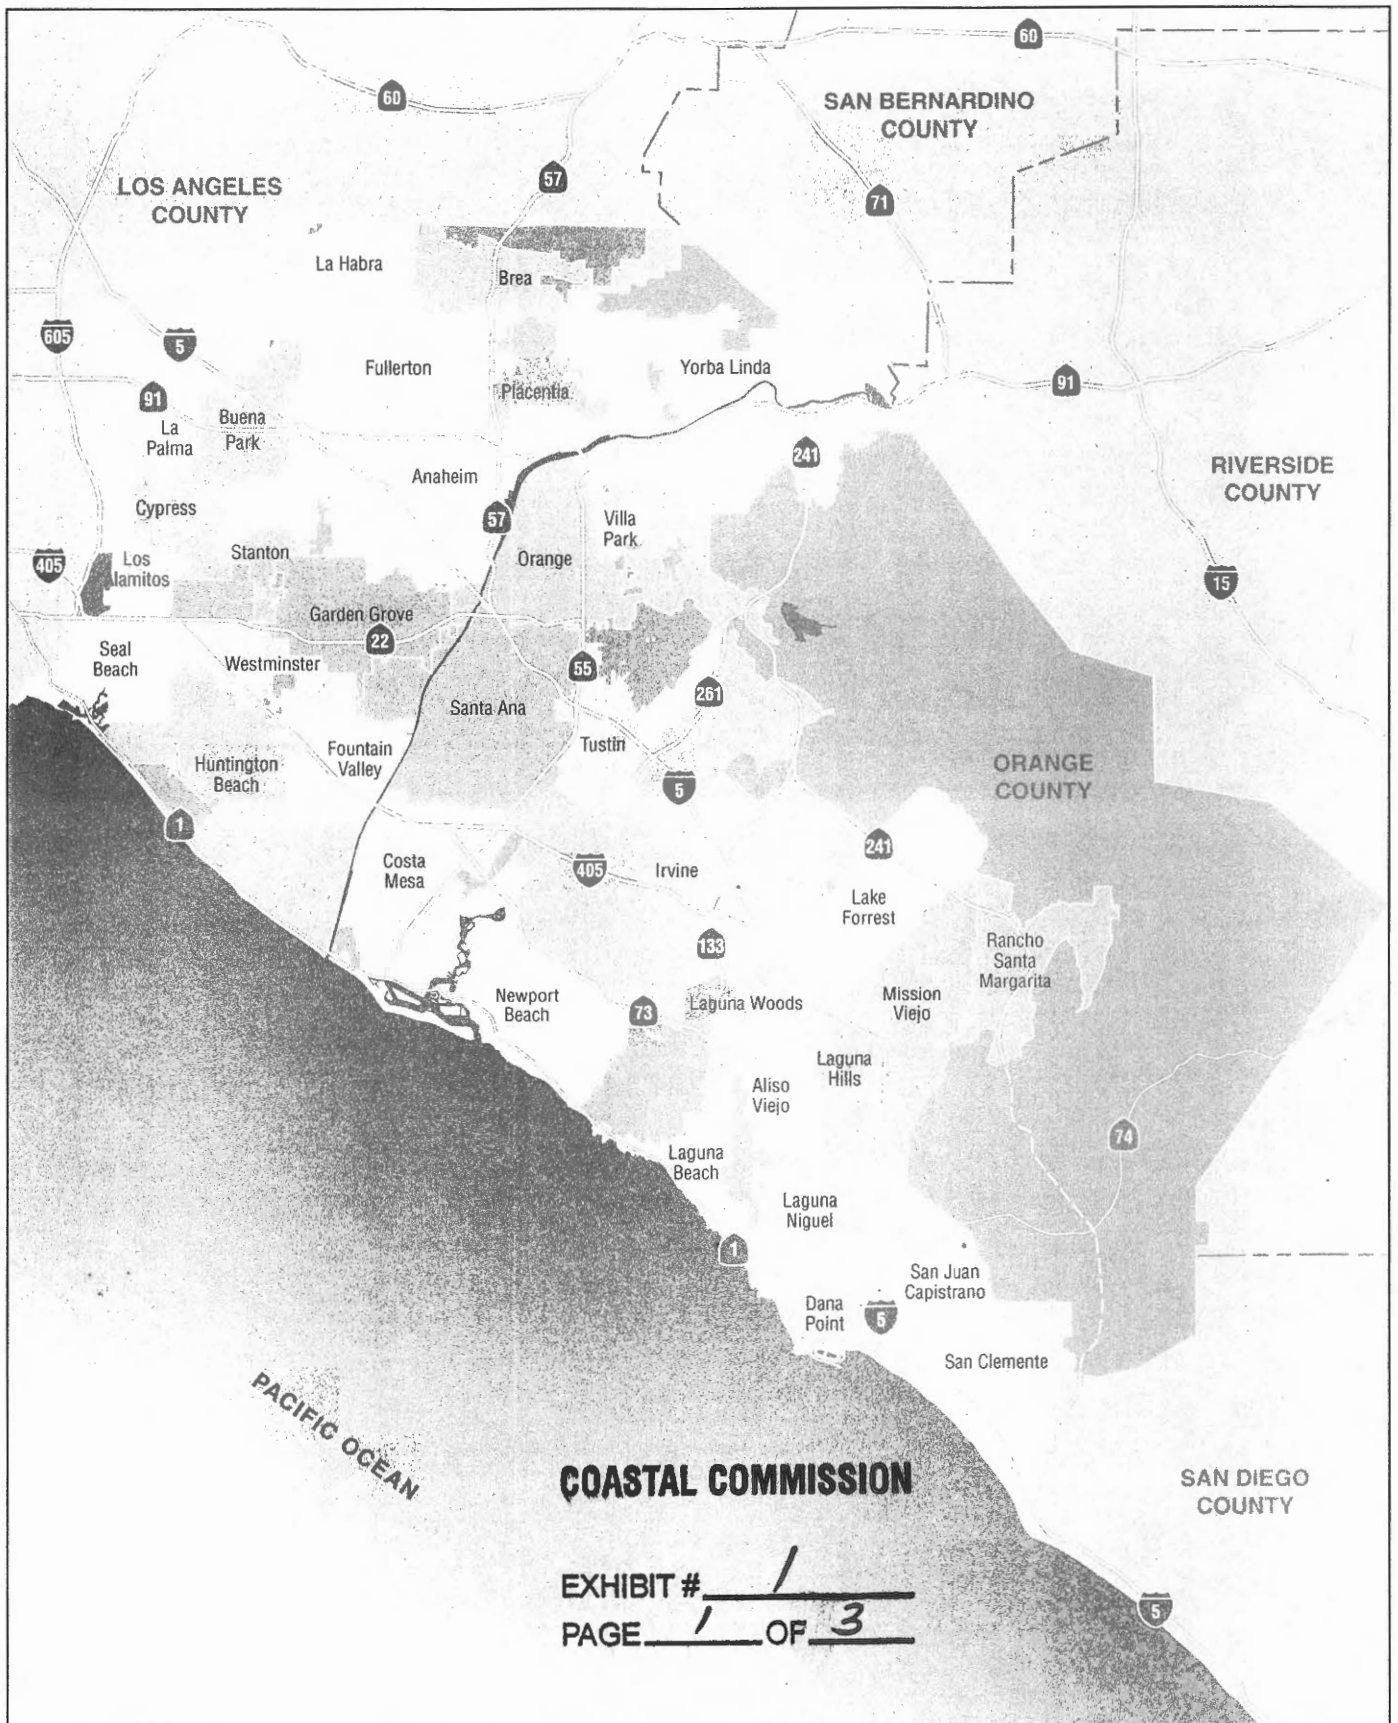 60
60
SAN BERNARDINO
COUNTY
LOS ANGELES
COUNTY
57
71
La Habra
Brea
605
5
Fullerton
Placentia
Yorba Linda
91
91
La
Palma
Buena
Park
241
Anaheim
RIVERSIDE
COUNTY
Cypress
57
Villa
Park
Stanton
Orange
405
Los
Alamitos
15
Garden Grove
22
Seal
Beach
Westminster
55
261
Santa Ana
Fountain
Valley
Tustin
Huntington
Beach
ORANGE
COUNTY
5
1
241
Costa
Mesa
405
Irvine
Lake
Forrest
133
Rancho
Santa
Margarita
Newport
Beach
73
Laguna Woods
Mission
Viejo
Laguna
Hills
Aliso
Viejo
74
Laguna
Beach
Laguna
Niguel
1
San Juan
Capistrano
Dana
Point
5
San Clemente
PACIFIC OCEAN
COASTAL COMMISSION
SAN DIEGO
COUNTY
EXHIBIT # 1
PAGE 1 OF 3
5